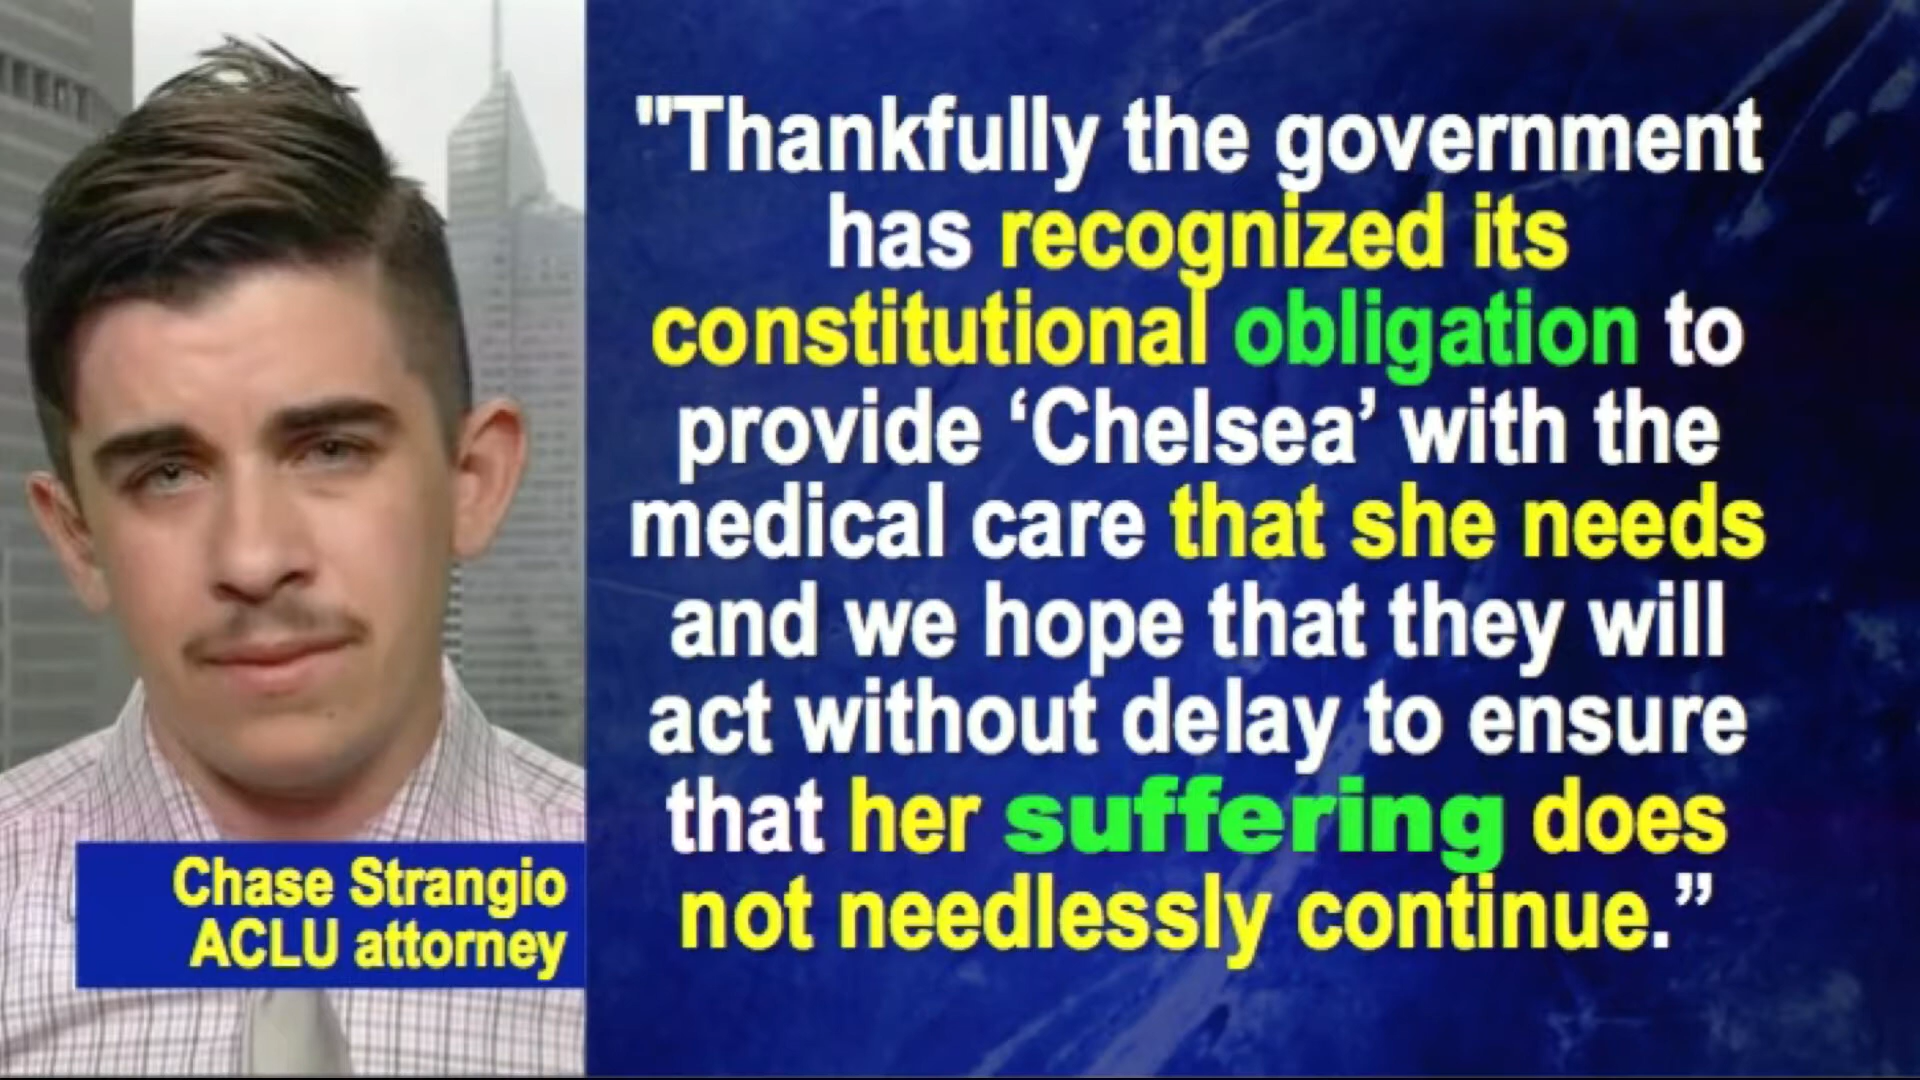 "Thankfully the government
has recognized its
constitutional obligation to
provide ‘Chelsea’ with the
medical care that she needs
and we hope that they will
act without delay to ensure
that her suffering does
not needlessly continue.”
Chase Strangio
ACLU attorney